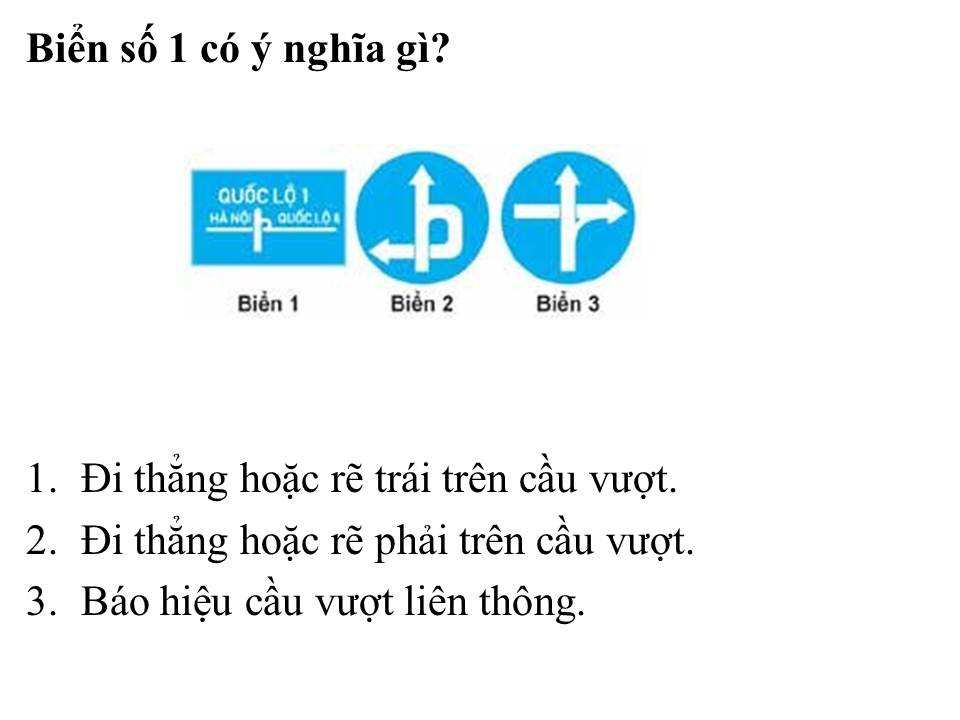 Biển số 1 có ý nghĩa gì?
QUỐC LỘ 1
HÀ NỘI QUỐC LỘ
Biển 1 Biển 2 Biển 3
1. Đi thẳng hoặc rẽ trái trên cầu vượt.
2. Đi thẳng hoặc rẽ phải trên cầu vượt.
3. Báo hiệu cầu vượt liên thông.